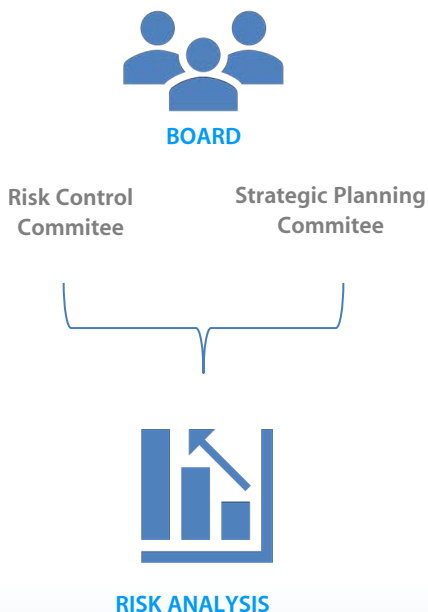 BOARD
Risk Control
Commitee
Strategic Planning
Commitee
RISK ANALYSIS